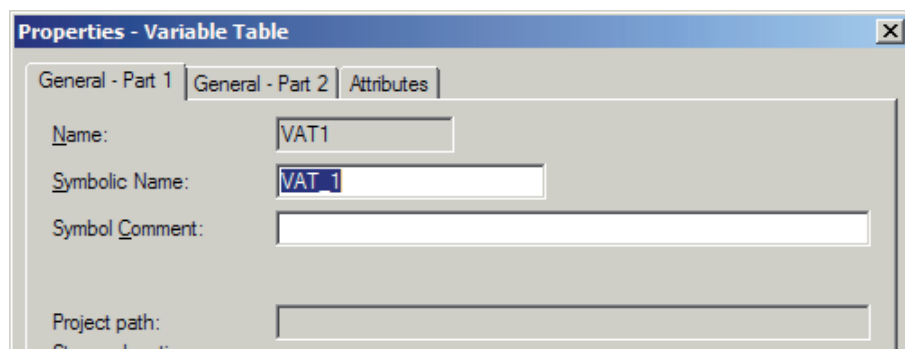 Properties - Variable Table
General - Part 1 General - Part 2 Attributes
Name: VAT1
Symbolic Name: VAT_1
Symbol Comment:
Project path: